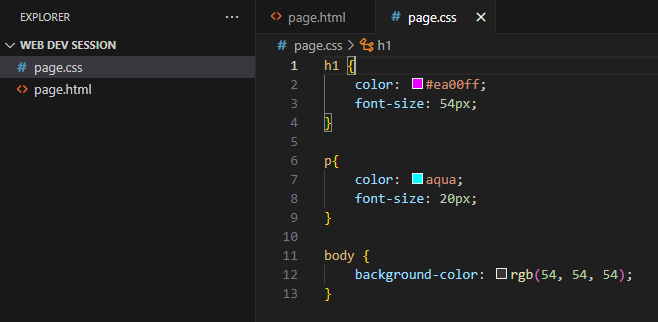 EXPLORER
WEB DEV SESSION
# page.css
<> page.html
<> page.html
# page.css
# page.css > h1
1 h1 {
2     color: #ea00ff;
3     font-size: 54px;
4 }
5
6 p{
7     color: aqua;
8     font-size: 20px;
9 }
10
11 body {
12     background-color: rgb(54, 54, 54);
13 }